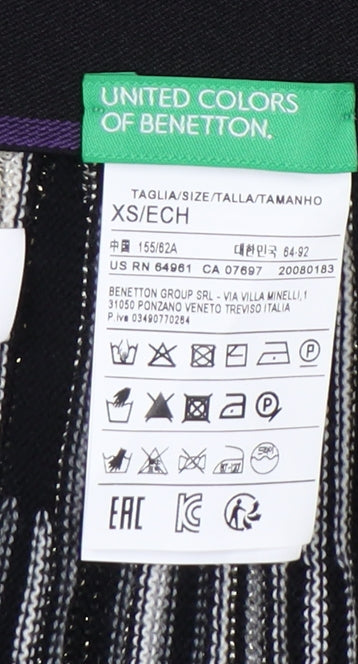 UNITED COLORS
OF BENETTON.
TAGLIA/SIZE/TALLA/TAMANHO
XS/ECH
中国 155/62A 대한민국 64-92
US RN 64961 CA 07697 20080183
BENETTON GROUP SRL - VIA VILLA MINELLI,1
31050 PONZANO VENETO TREVISO ITALIA
P.iva 03490770264
P
EAC